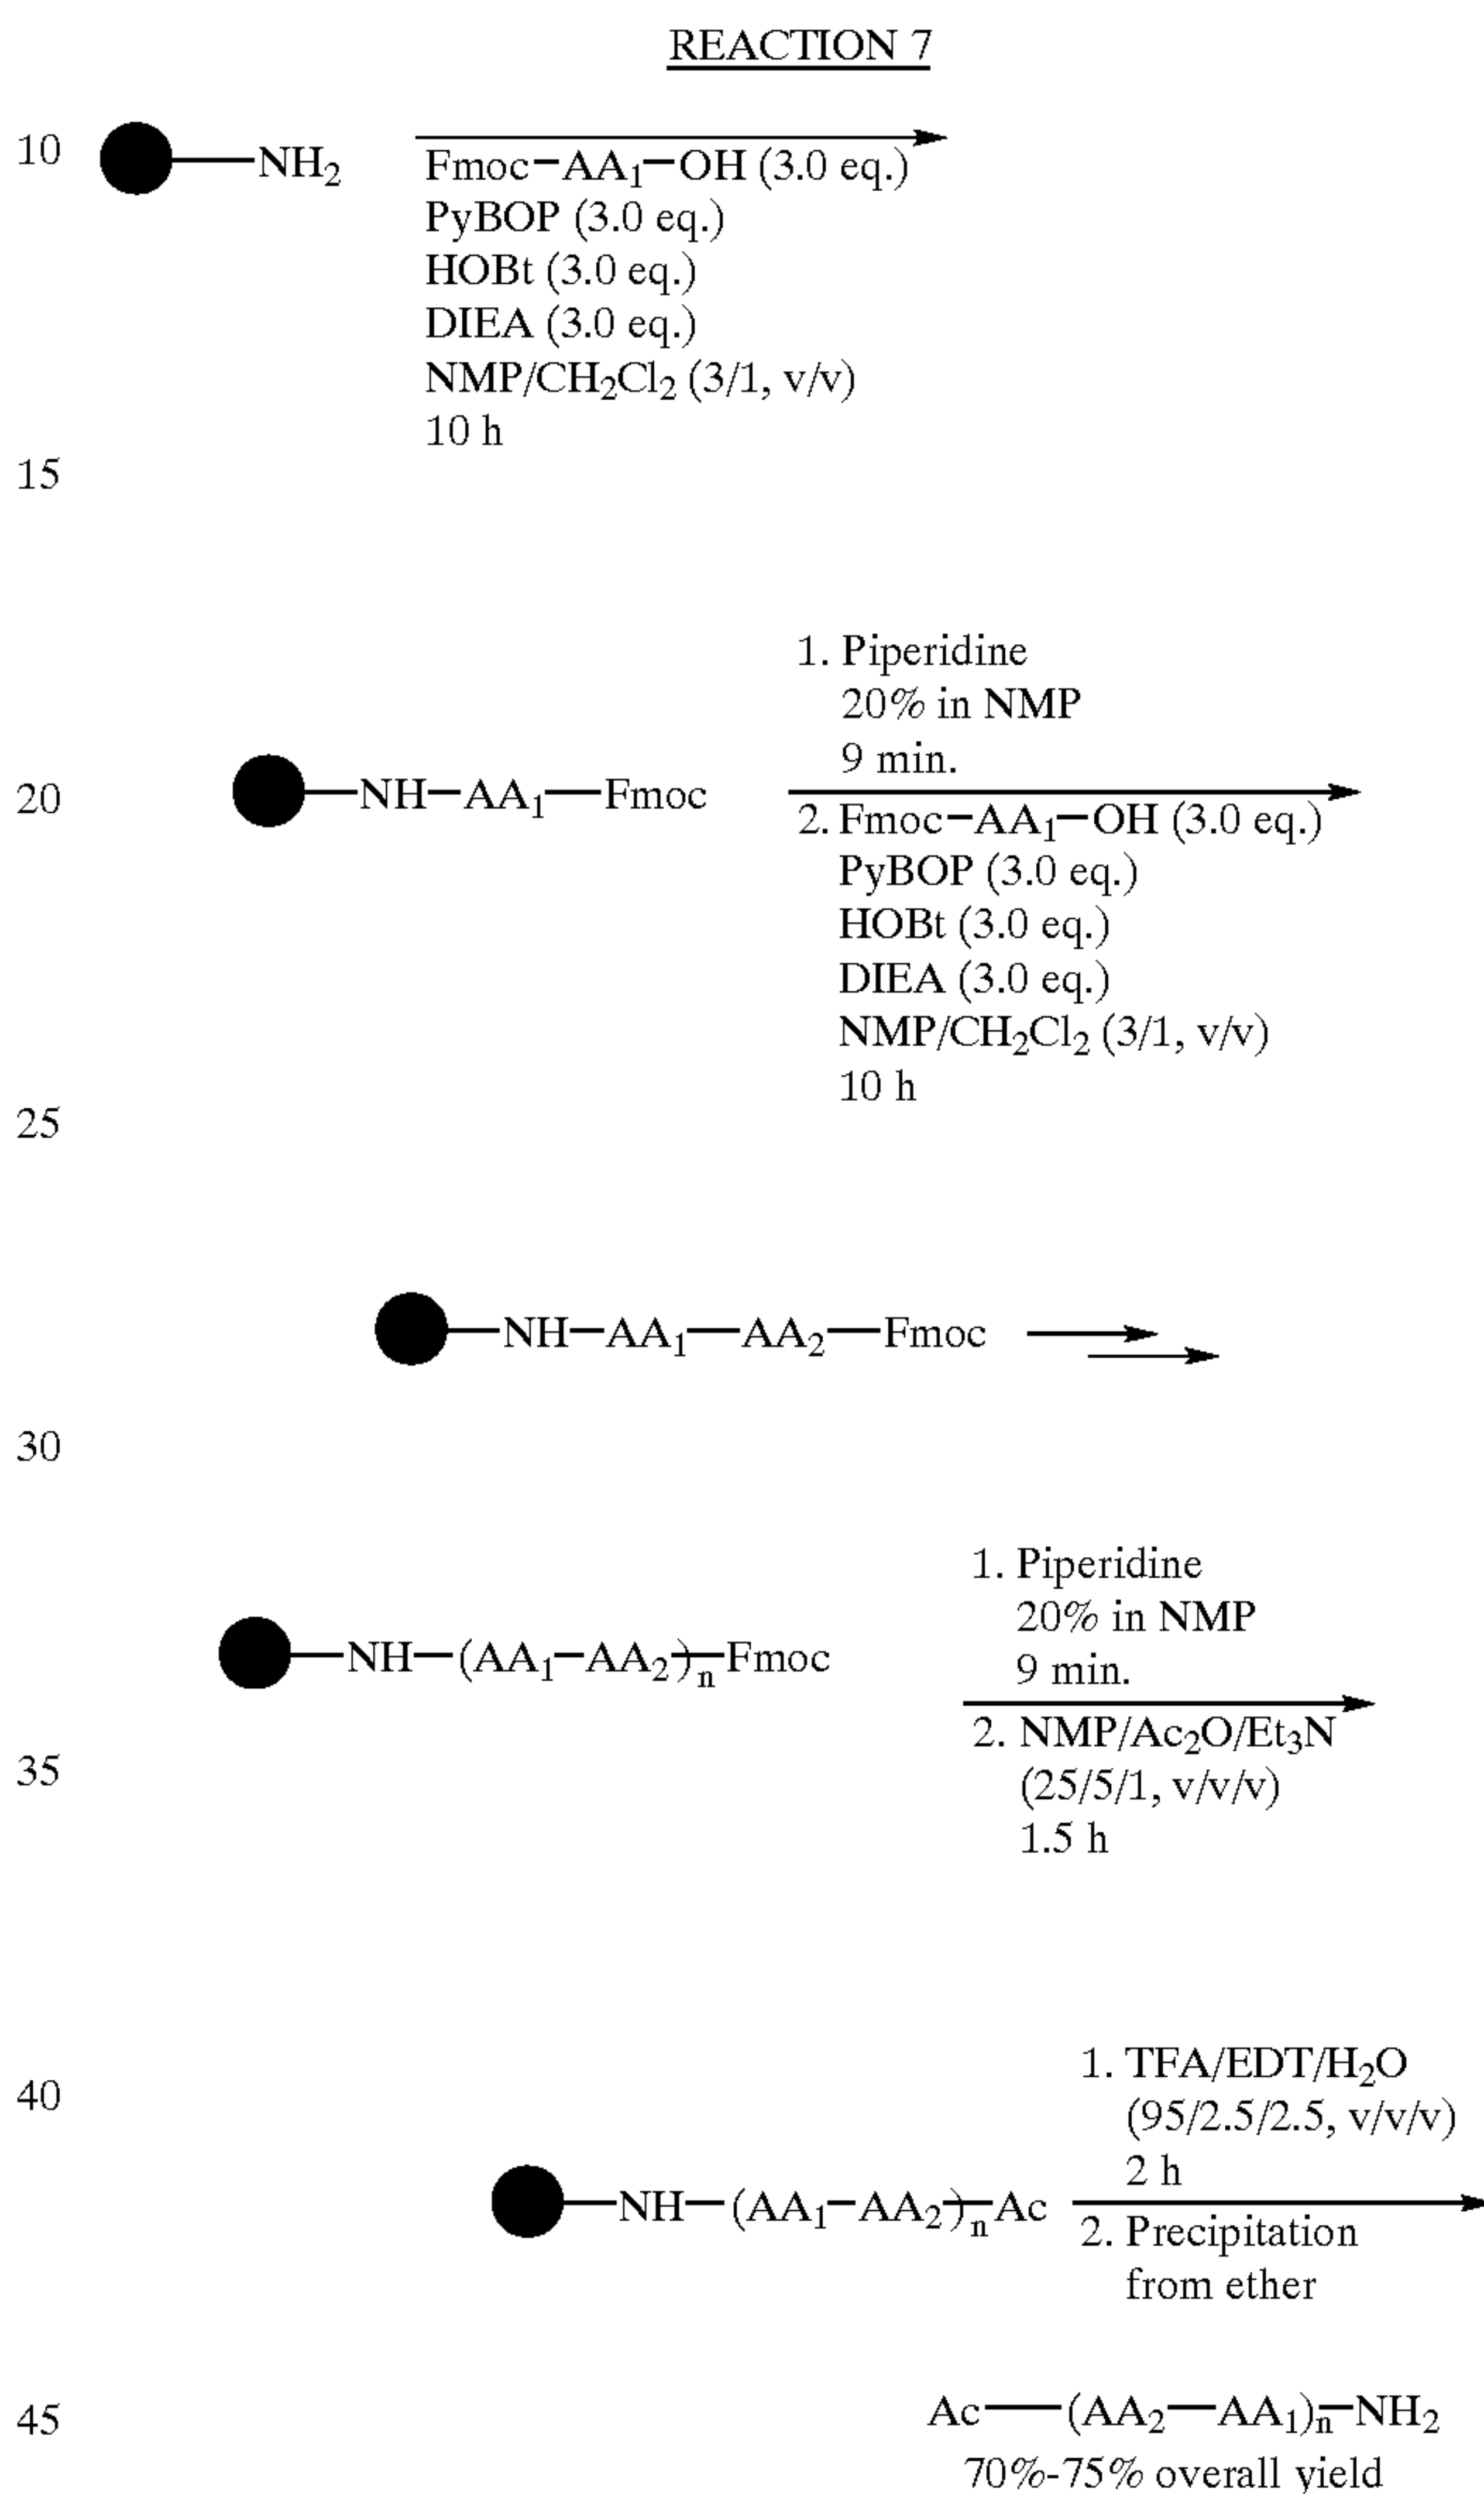 REACTION 7
10
NH2
Fmoc—AA1—OH (3.0 eq.)
PyBOP (3.0 eq.)
HOBt (3.0 eq.)
DIEA (3.0 eq.)
NMP/CH2Cl2 (3/1, v/v)
10 h
15
1. Piperidine
20% in NMP
9 min.
20
NH—AA1—Fmoc
2. Fmoc—AA1—OH (3.0 eq.)
PyBOP (3.0 eq.)
HOBt (3.0 eq.)
DIEA (3.0 eq.)
NMP/CH2Cl2 (3/1, v/v)
10 h
25
NH—AA1—AA2—Fmoc
30
1. Piperidine
20% in NMP
9 min.
NH—(AA1—AA2)n—Fmoc
2. NMP/Ac2O/Et3N
(25/5/1, v/v/v)
1.5 h
35
1. TFA/EDT/H2O
(95/2.5/2.5, v/v/v)
2 h
40
NH—(AA1—AA2)n—Ac
2. Precipitation
from ether
45
Ac—(AA2—AA1)n—NH2
70%-75% overall yield